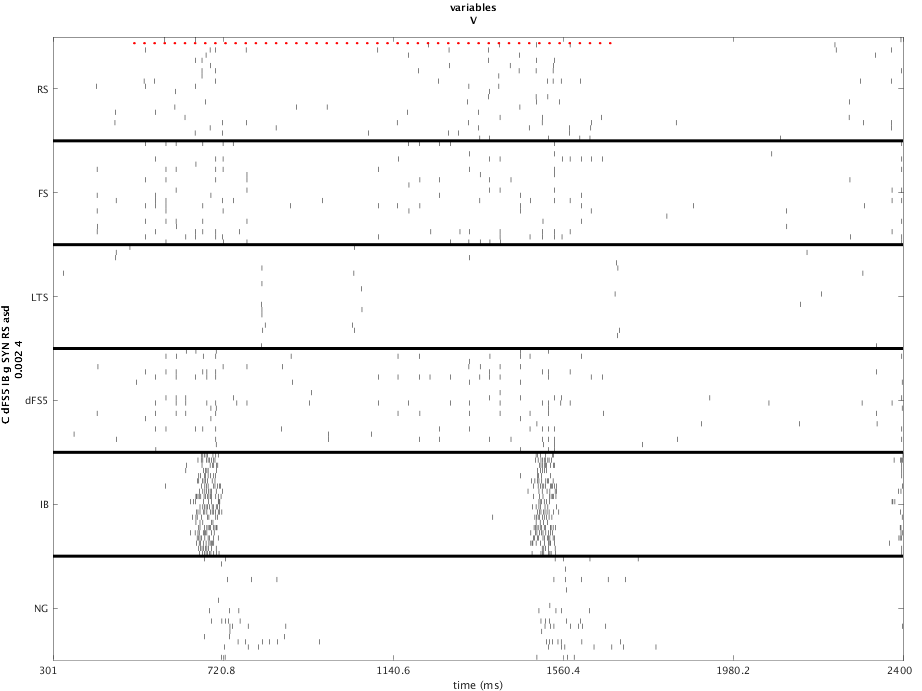 variables
V
RS
FS
LTS
dFS5
IB
NG
C dFS5 IB g SYN RS asd
0.002 4
301
720.8
1140.6
1560.4
1980.2
2400
time (ms)